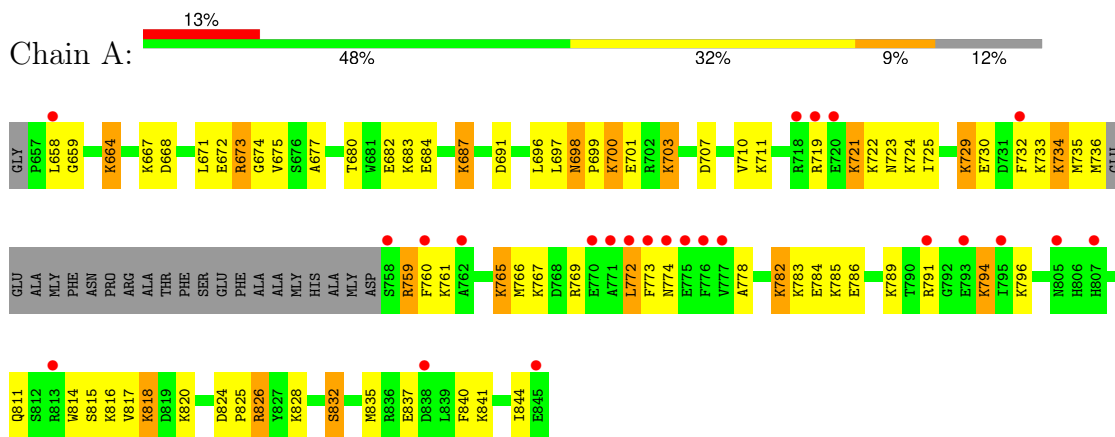 13%
Chain A:
48% 32% 9% 12%
GLY P657 L658 G659 K664 K667 D668 L671 E672 R673 G674 V675 S676 A677 T680 W681 E682 K683 E684 K687 D691 L696 L697 N698 P699 K700 E701 R702 K703 D707 V710 K711 R718 R719 E720 K721 K722 N723 K724 I725 K729 E730 D731 F732 K733 K734 M735 M736 GLU
GLU ALA MLY PHE ASN PRO ARG ALA THR PHE SER GLU PHE ALA ALA MLY HIS ALA MLY ASP S758 R759 F760 K761 A762 K765 M766 K767 D768 R769 E770 A771 L772 F773 N774 E775 F776 V777 A778 K782 K783 E784 K785 E786 K789 T790 R791 G792 E793 K794 I795 K796 N805 H806 H807
Q811 S812 R813 W814 S815 K816 V817 K818 D819 K820 D824 P825 R826 Y827 K828 S832 M835 R836 E837 D838 L839 F840 K841 I844 E845